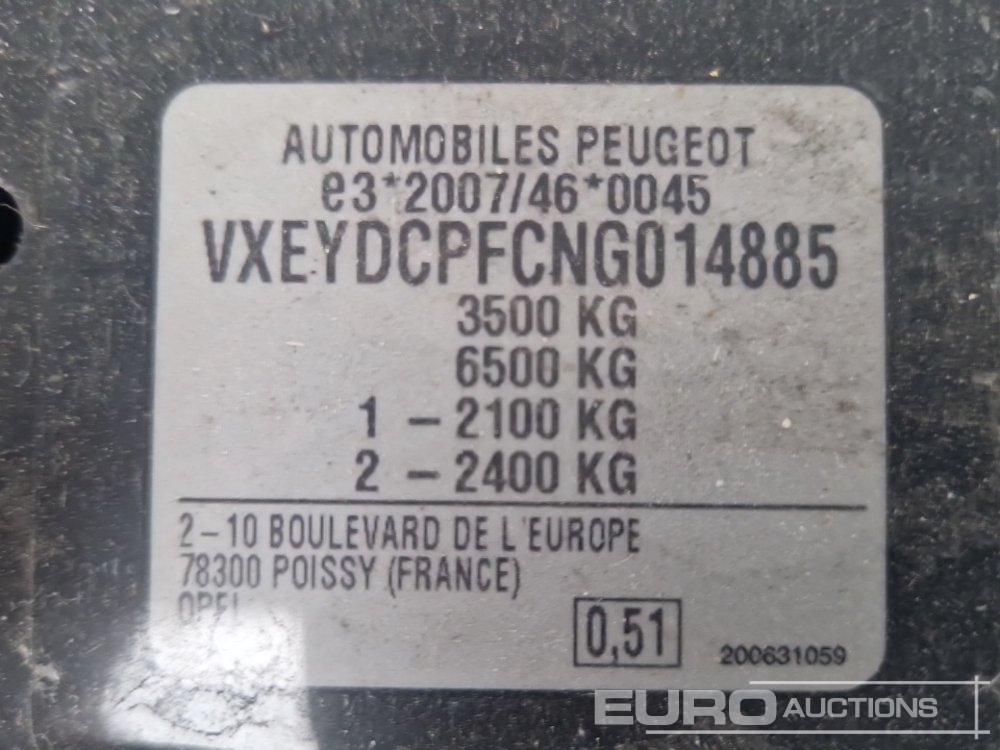 AUTOMOBILES PEUGEOT
e3*2007/46*0045
VXEYDCPFCNG014885
3500 KG
6500 KG
1 - 2100 KG
2 - 2400 KG
2-10 BOULEVARD DE L'EUROPE
78300 POISSY (FRANCE)
OPEL
0,51
200631059
EURO AUCTIONS